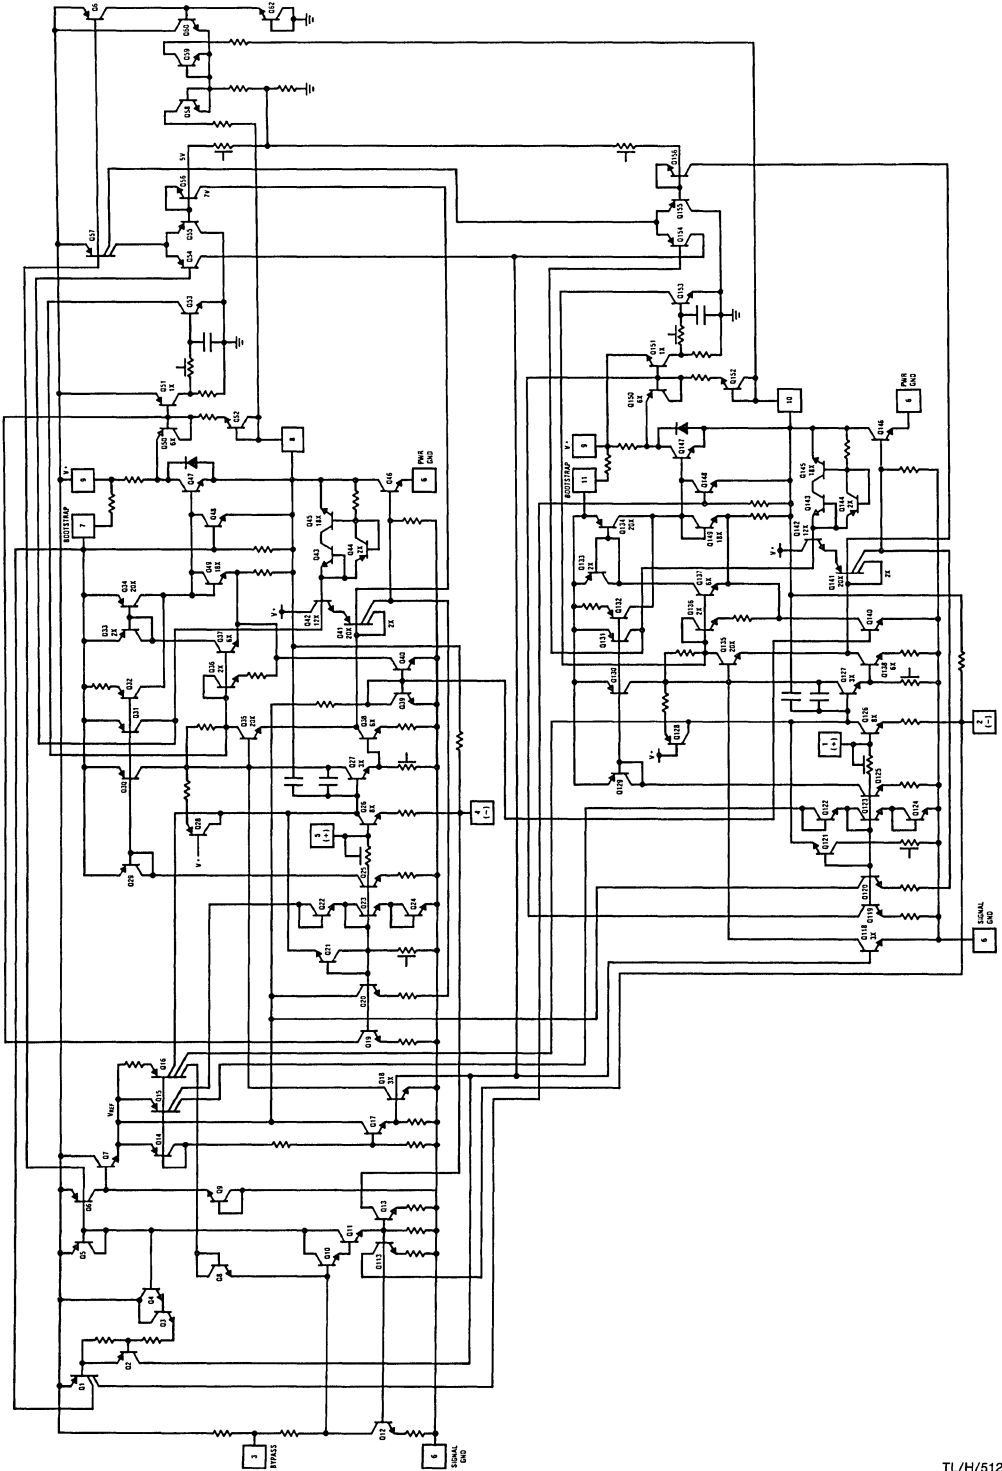 Q6
Q60
Q62
Q59
Q58
5V
Q56
7V
Q57
Q55
Q54
Q53
Q51
1X
Q50
6X
Q52
8
V+
9
Q47
BOOTSTRAP
7
Q48
Q49
18X
Q45
18X
Q43
Q44
2X
Q46
6
PWR
GND
Q42
12X
V+
Q41
20X
2X
Q34
20X
Q33
2X
Q32
Q31
Q30
Q37
6X
Q36
2X
Q35
20X
Q40
Q39
Q38
6X
Q27
3X
Q28
V+
Q29
Q26
8X
5
(+)
4
(-)
Q25
Q22
Q23
Q24
Q21
Q20
Q19
Q16
Q15
VREF
Q14
Q18
3X
Q17
Q7
Q6
Q9
Q5
Q13
Q11
Q10
Q113
Q8
Q4
Q3
Q2
Q1
Q12
3
BYPASS
6
SIGNAL
GND
Q156
Q155
Q154
Q153
Q151
1X
Q150
6X
Q152
10
V+
9
Q147
BOOTSTRAP
11
Q148
Q149
18X
Q145
18X
Q143
Q144
2X
Q146
6
PWR
GND
Q142
12X
V+
Q141
20X
2X
Q134
20X
Q133
2X
Q132
Q131
Q130
Q137
6X
Q136
2X
Q135
20X
Q140
Q138
6X
Q127
3X
Q128
V+
Q129
Q126
8X
1
(+)
2
(-)
Q125
Q122
Q123
Q124
Q121
Q120
Q119
Q118
3X
6
SIGNAL
GND
TL/H/512